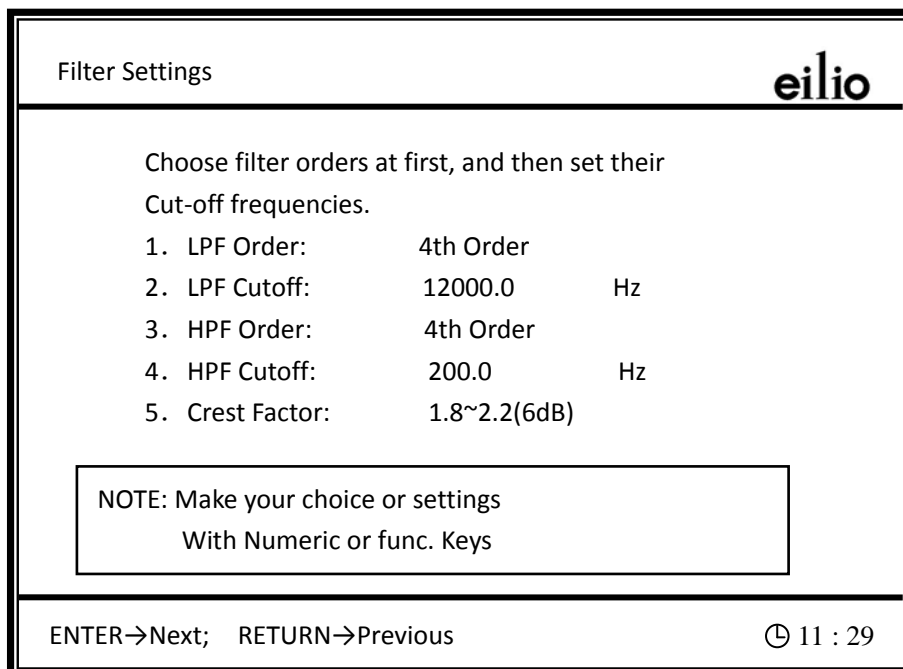 Filter Settings
eilio
Choose filter orders at first, and then set their
Cut-off frequencies.
1. LPF Order: 4th Order
2. LPF Cutoff: 12000.0 Hz
3. HPF Order: 4th Order
4. HPF Cutoff: 200.0 Hz
5. Crest Factor: 1.8~2.2(6dB)
NOTE: Make your choice or settings
With Numeric or func. Keys
ENTER→Next; RETURN→Previous
11 : 29